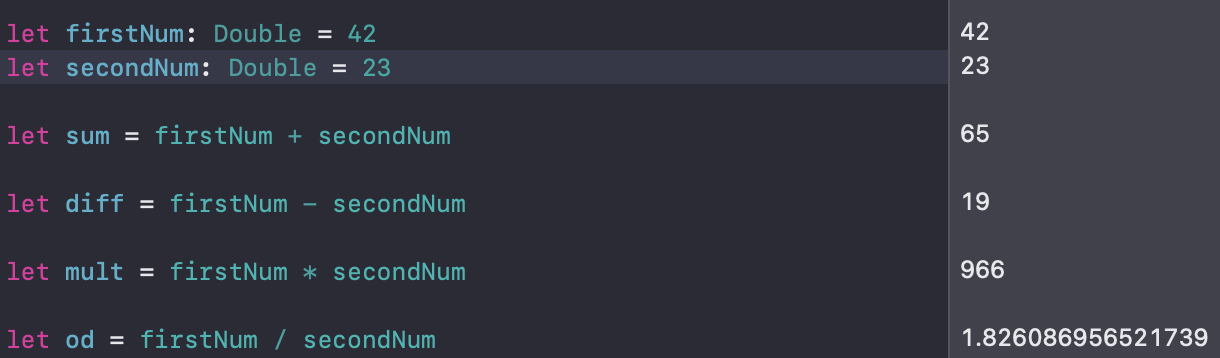 let firstNum: Double = 42 42
let secondNum: Double = 23 23
let sum = firstNum + secondNum 65
let diff = firstNum - secondNum 19
let mult = firstNum * secondNum 966
let od = firstNum / secondNum 1.826086956521739